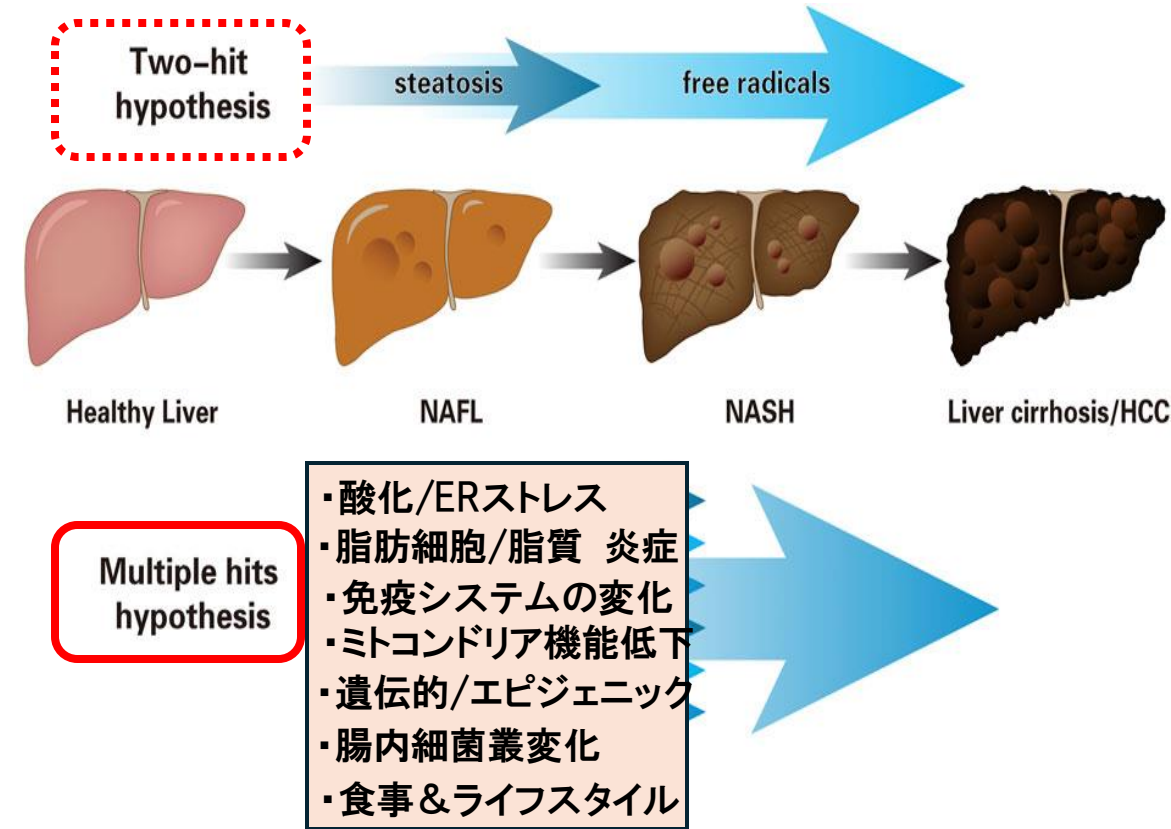 Two-hit
hypothesis
steatosis
free radicals
Healthy Liver
NAFL
NASH
Liver cirrhosis/HCC
Multiple hits
hypothesis
・酸化/ERストレス
・脂肪細胞/脂質 炎症
・免疫システムの変化
・ミトコンドリア機能低下
・遺伝的/エピジェニック
・腸内細菌叢変化
・食事＆ライフスタイル